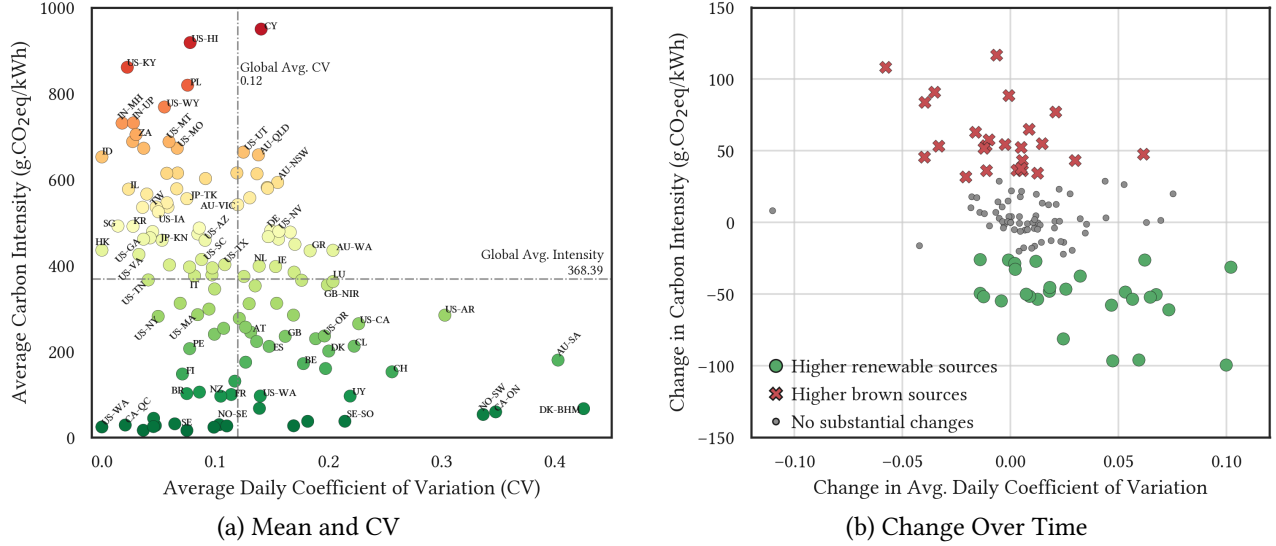 1000
800
600
400
200
0
0.0
0.1
0.2
0.3
0.4
Average Carbon Intensity (g.CO2eq/kWh)
Average Daily Coefficient of Variation (CV)
CY
US-HI
US-KY
Global Avg. CV
0.12
PL
US-WY
IN-MH
IN-UP
ZA
US-MT
US-MO
US-UT
AU-QLD
ID
AU-NSW
IL
TW
JP-TK
AU-VIC
US-IA
SG
KR
US-AZ
DE
US-NV
HK
US-GA
JP-KN
US-SC
US-TX
GR
AU-WA
Global Avg. Intensity
368.39
US-VA
NL
IE
LU
US-TN
IT
GB-NIR
US-NY
US-MA
US-AR
US-OR
US-CA
AT
GB
PE
ES
DK
CL
AU-SA
FI
BE
CH
BR
NZ
FR
US-WA
UY
US-WA
CA-QC
SE
NO-SE
SE-SO
NO-SW
CA-ON
DK-BHM
(a) Mean and CV
150
100
50
0
−50
−100
−150
−0.10
−0.05
0.00
0.05
0.10
Change in Carbon Intensity (g.CO2eq/kWh)
Change in Avg. Daily Coefficient of Variation
Higher renewable sources
Higher brown sources
No substantial changes
(b) Change Over Time